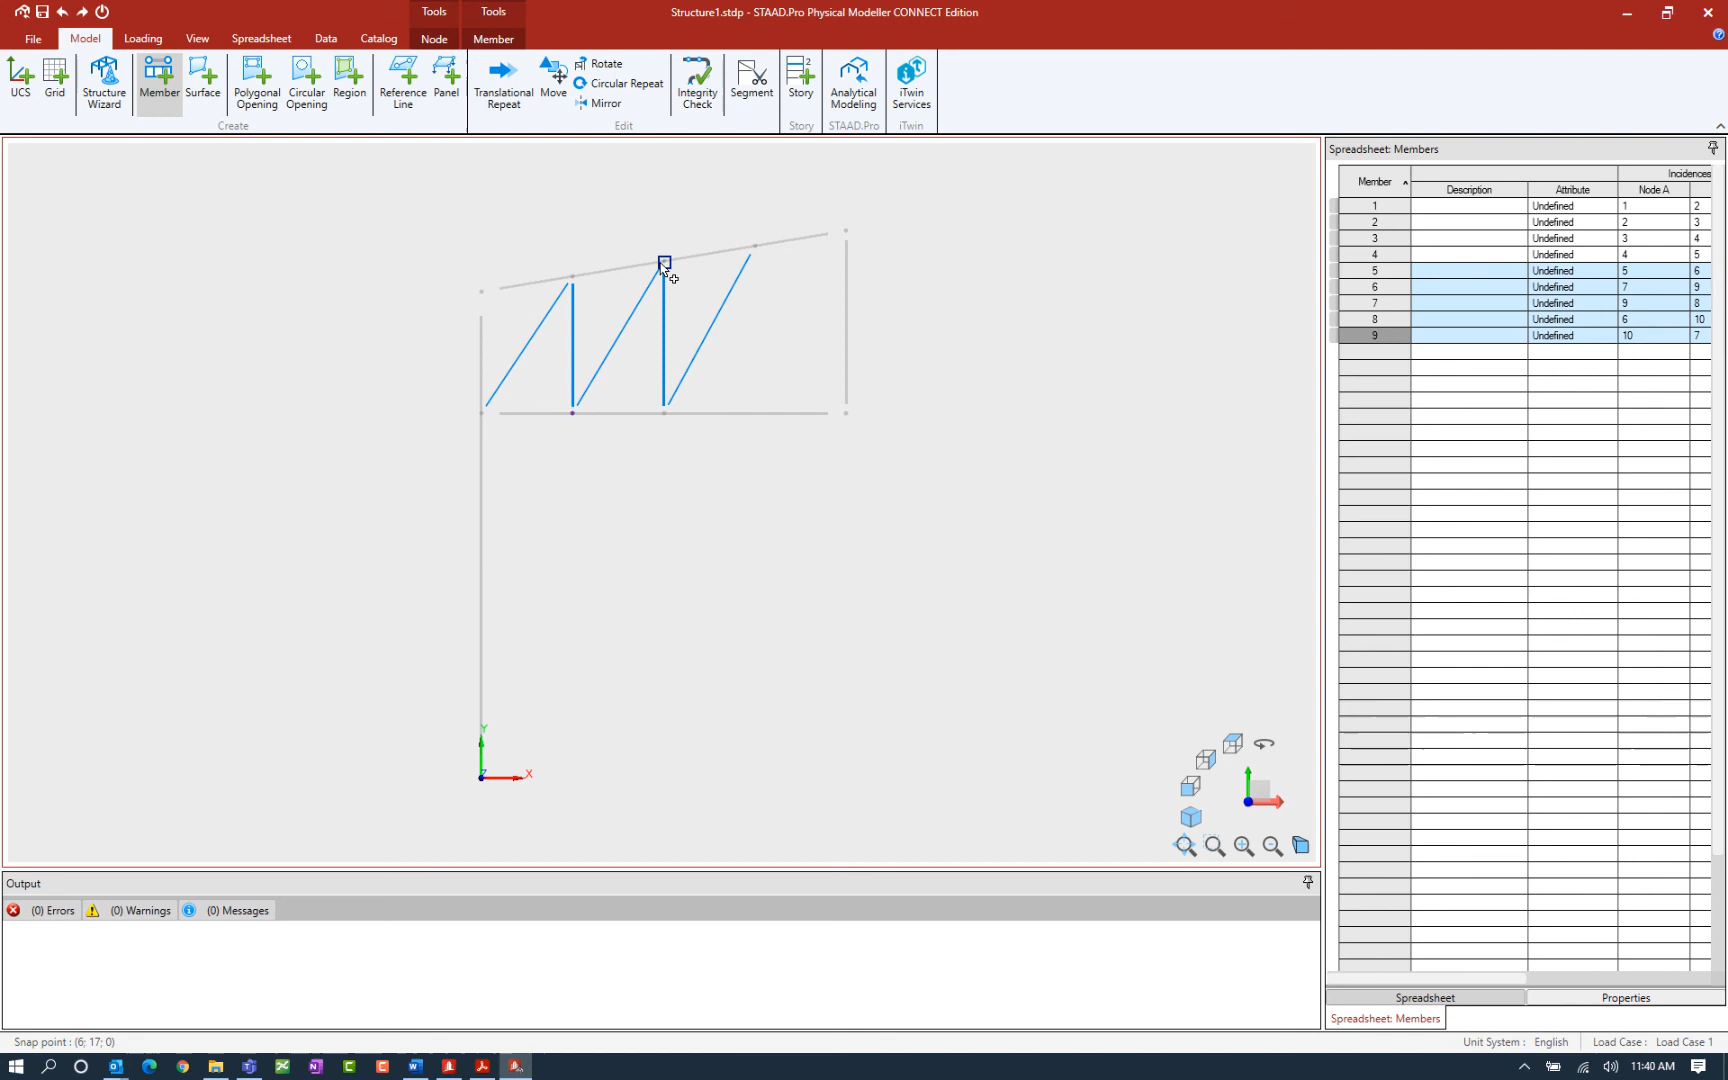 Tools
Tools
Structure1.stdp - STAAD.Pro Physical Modeller CONNECT Edition
File
Model
Loading
View
Spreadsheet
Data
Catalog
Node
Member
UCS
Grid
Structure
Wizard
Member
Surface
Polygonal
Opening
Circular
Opening
Region
Reference
Line
Panel
Translational
Repeat
Move
Rotate
Circular Repeat
Mirror
Integrity
Check
Segment
2
Story
Analytical
Modeling
iTwin
Services
Create
Edit
Story
STAAD.Pro
iTwin
Spreadsheet: Members
Member
Incidences
Description
Attribute
Node A
1 Undefined 1 2
2 Undefined 2 3
3 Undefined 3 4
4 Undefined 4 5
5 Undefined 5 6
6 Undefined 7 9
7 Undefined 9 8
8 Undefined 6 10
9 Undefined 10 7
Y
Z
X
Output
(0) Errors
(0) Warnings
(0) Messages
Spreadsheet
Properties
Spreadsheet: Members
Snap point : (6; 17; 0)
Unit System : English
Load Case : Load Case 1
11:40 AM